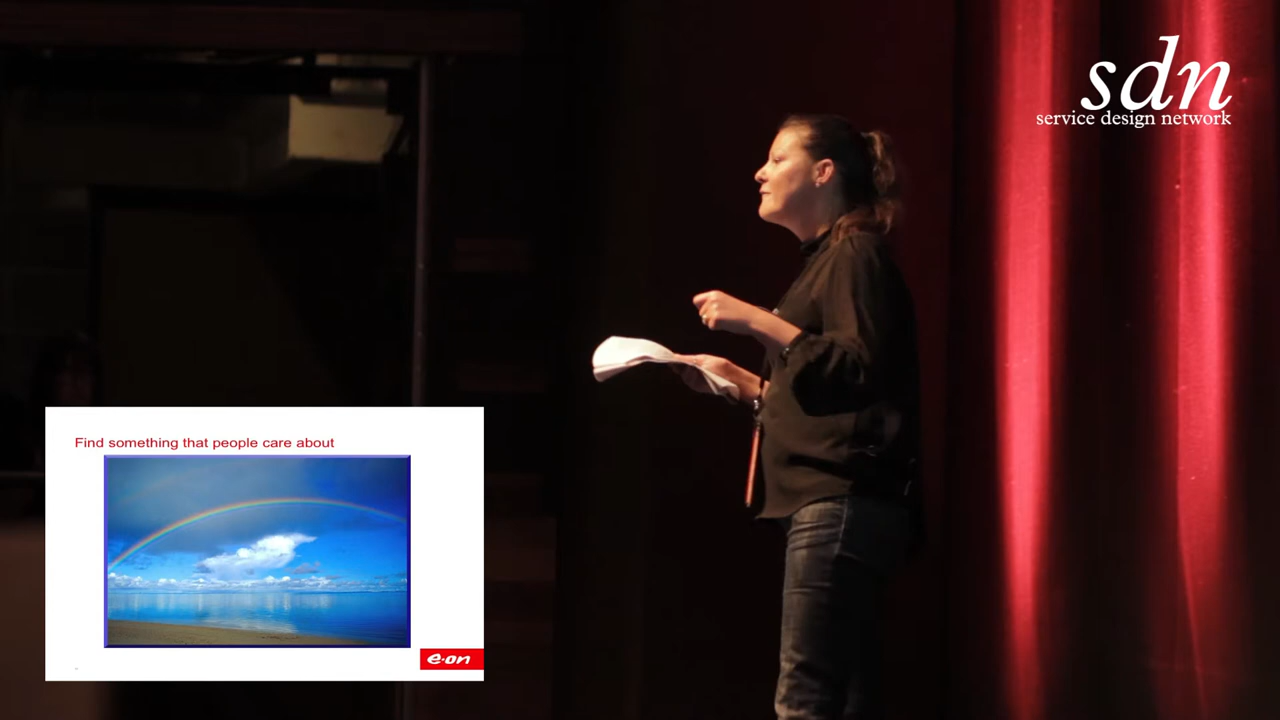 sdn
service design network
Find something that people care about
e·on